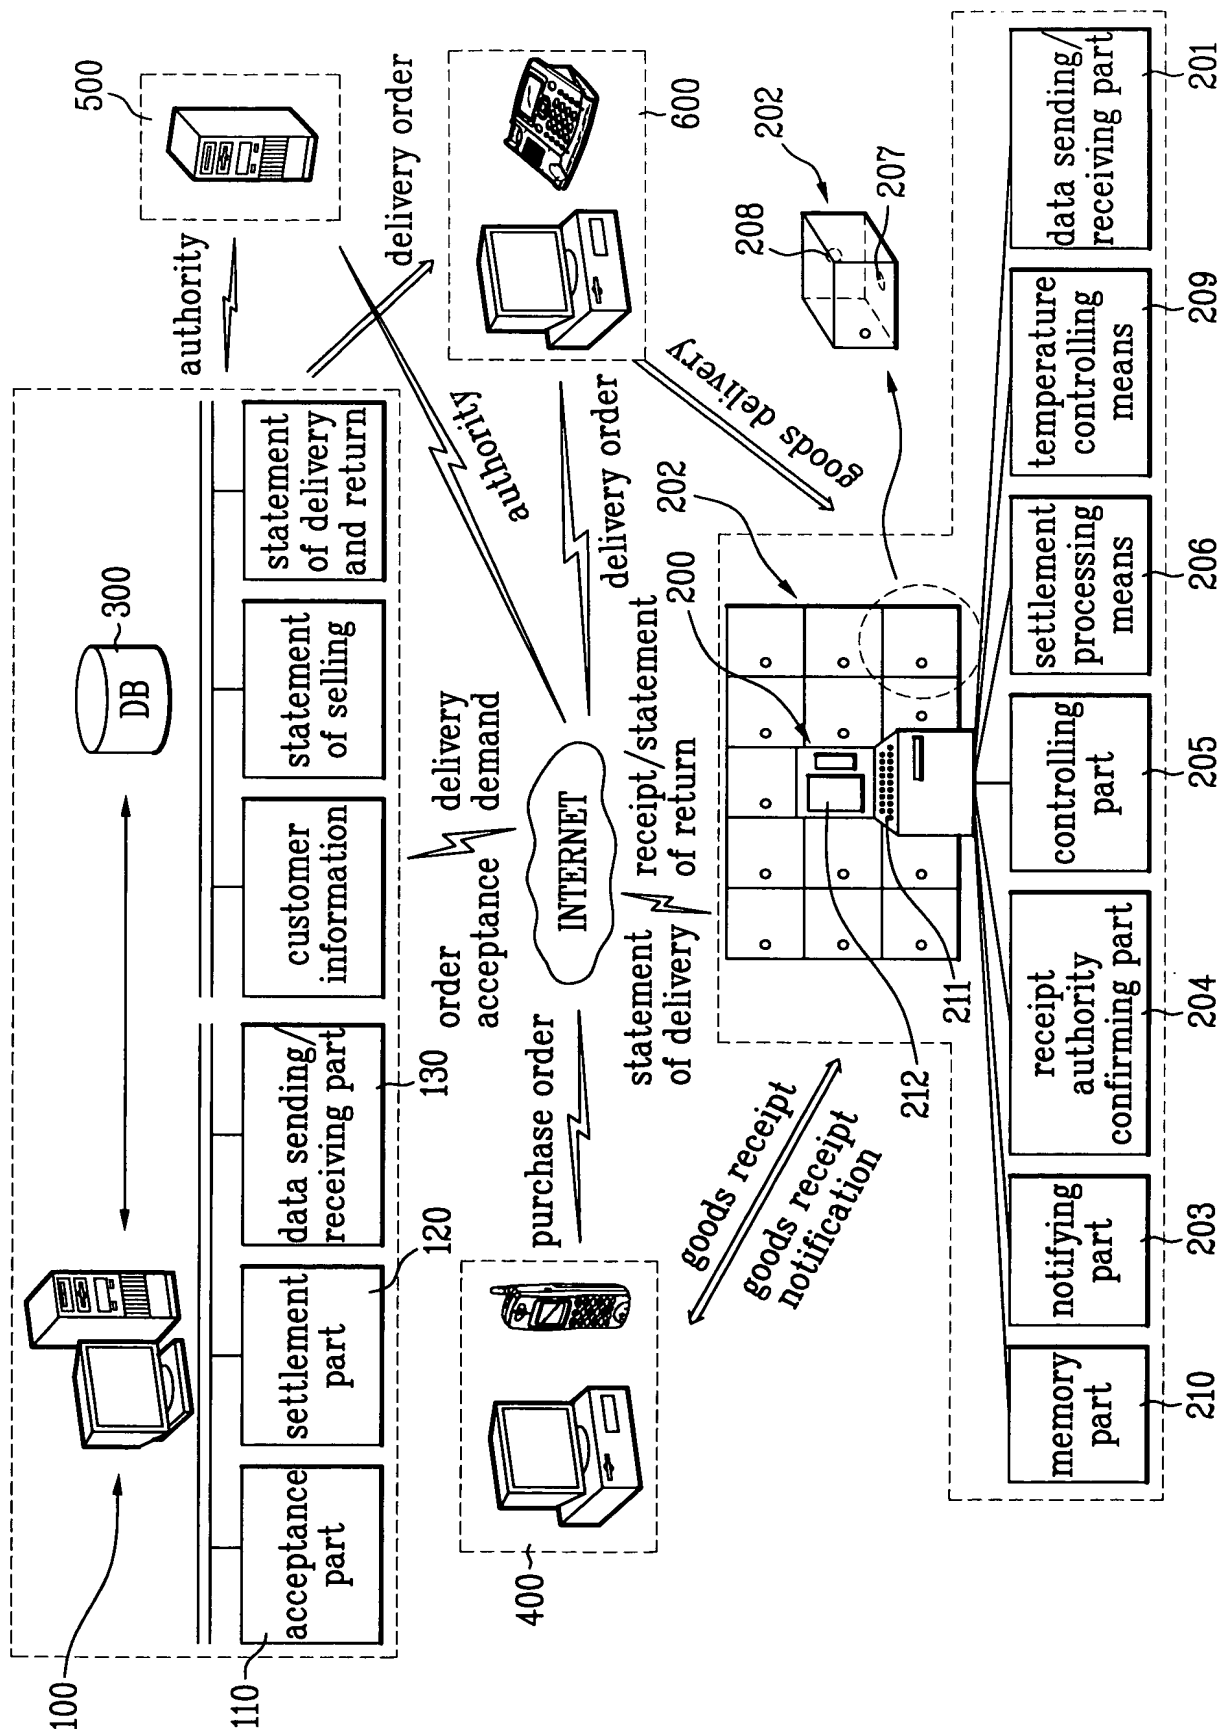 100
300
DB
500
110
acceptance
part
120
settlement
part
130
data sending/
receiving part
customer
information
statement
of selling
statement
of delivery
and return
authority
delivery order
400
purchase order
order
acceptance
delivery
demand
INTERNET
authority
delivery order
600
statement
of delivery
receipt/statement
of return
goods delivery
goods receipt
goods receipt
notification
212
211
200
202
208
202
207
memory
part
notifying
part
receipt
authority
confirming part
controlling
part
settlement
processing
means
temperature
controlling
means
data sending/
receiving part
210
203
204
205
206
209
201